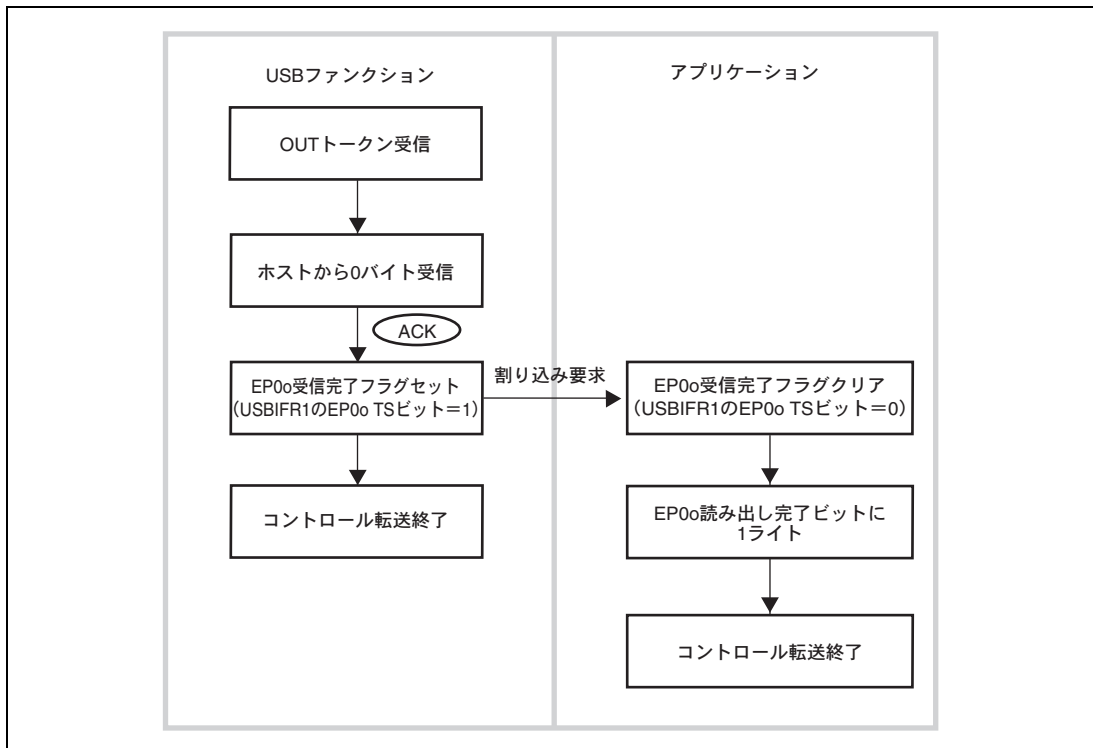 USBファンクション
OUTトークン受信
ホストから0バイト受信
ACK
EP0o受信完了フラグセット
（USBIFR1のEP0o TSビット＝1）
コントロール転送終了
割り込み要求
アプリケーション
EP0o受信完了フラグクリア
（USBIFR1のEP0o TSビット＝0）
EP0o読み出し完了ビットに
1ライト
コントロール転送終了